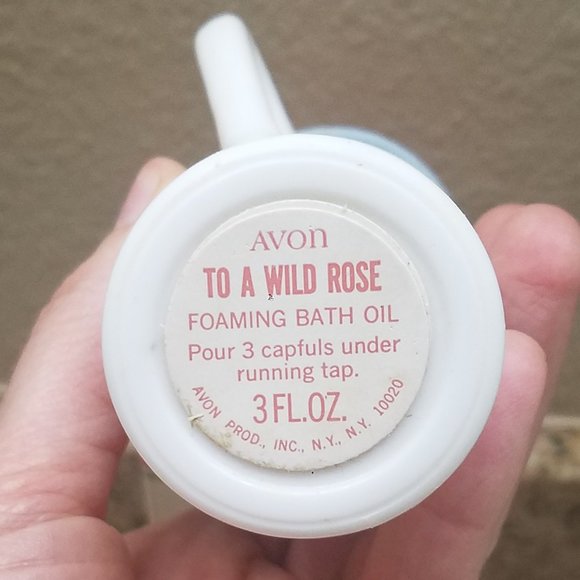 AVON
TO A WILD ROSE
FOAMING BATH OIL
Pour 3 capfuls under
running tap.
3 FL.OZ.
AVON PROD., INC., N.Y., N.Y. 10020